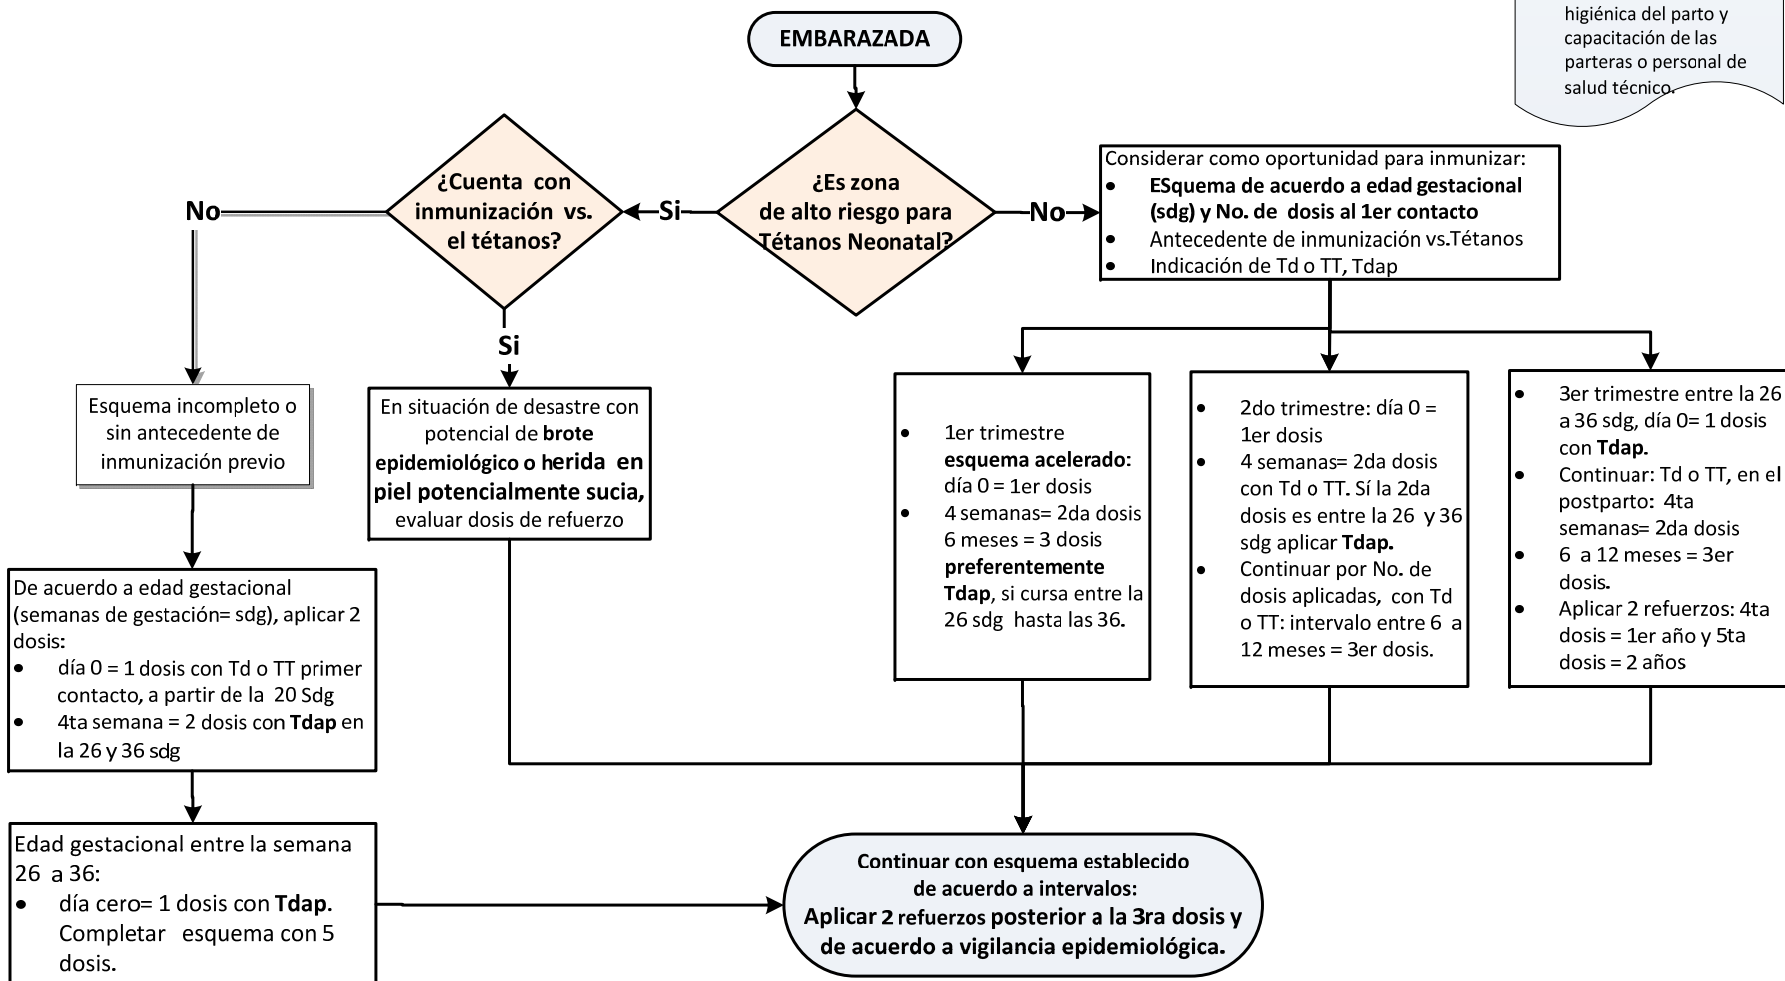 higiénica del parto y
capacitación de las
parteras o personal de
salud técnico.
EMBARAZADA
¿Es zona
de alto riesgo para
Tétanos Neonatal?
Si
No
¿Cuenta con
inmunización vs.
el tétanos?
No
Si
Considerar como oportunidad para inmunizar:
• ESquema de acuerdo a edad gestacional
(sdg) y No. de dosis al 1er contacto
• Antecedente de inmunización vs.Tétanos
• Indicación de Td o TT, Tdap
Esquema incompleto o
sin antecedente de
inmunización previo
En situación de desastre con
potencial de brote
epidemiológico o herida en
piel potencialmente sucia,
evaluar dosis de refuerzo
• 1er trimestre
esquema acelerado:
día 0 = 1er dosis
• 4 semanas= 2da dosis
6 meses = 3 dosis
preferentemente
Tdap, si cursa entre la
26 sdg hasta las 36.
• 2do trimestre: día 0 =
1er dosis
• 4 semanas= 2da dosis
con Td o TT. Sí la 2da
dosis es entre la 26 y 36
sdg aplicar Tdap.
• Continuar por No. de
dosis aplicadas, con Td
o TT: intervalo entre 6 a
12 meses = 3er dosis.
• 3er trimestre entre la 26
a 36 sdg, día 0= 1 dosis
con Tdap.
• Continuar: Td o TT, en el
postparto: 4ta
semanas= 2da dosis
• 6 a 12 meses = 3er
dosis.
• Aplicar 2 refuerzos: 4ta
dosis = 1er año y 5ta
dosis = 2 años
De acuerdo a edad gestacional
(semanas de gestación= sdg), aplicar 2
dosis:
• día 0 = 1 dosis con Td o TT primer
contacto, a partir de la 20 Sdg
• 4ta semana = 2 dosis con Tdap en
la 26 y 36 sdg
Edad gestacional entre la semana
26 a 36:
• día cero= 1 dosis con Tdap.
Completar esquema con 5
dosis.
Continuar con esquema establecido
de acuerdo a intervalos:
Aplicar 2 refuerzos posterior a la 3ra dosis y
de acuerdo a vigilancia epidemiológica.